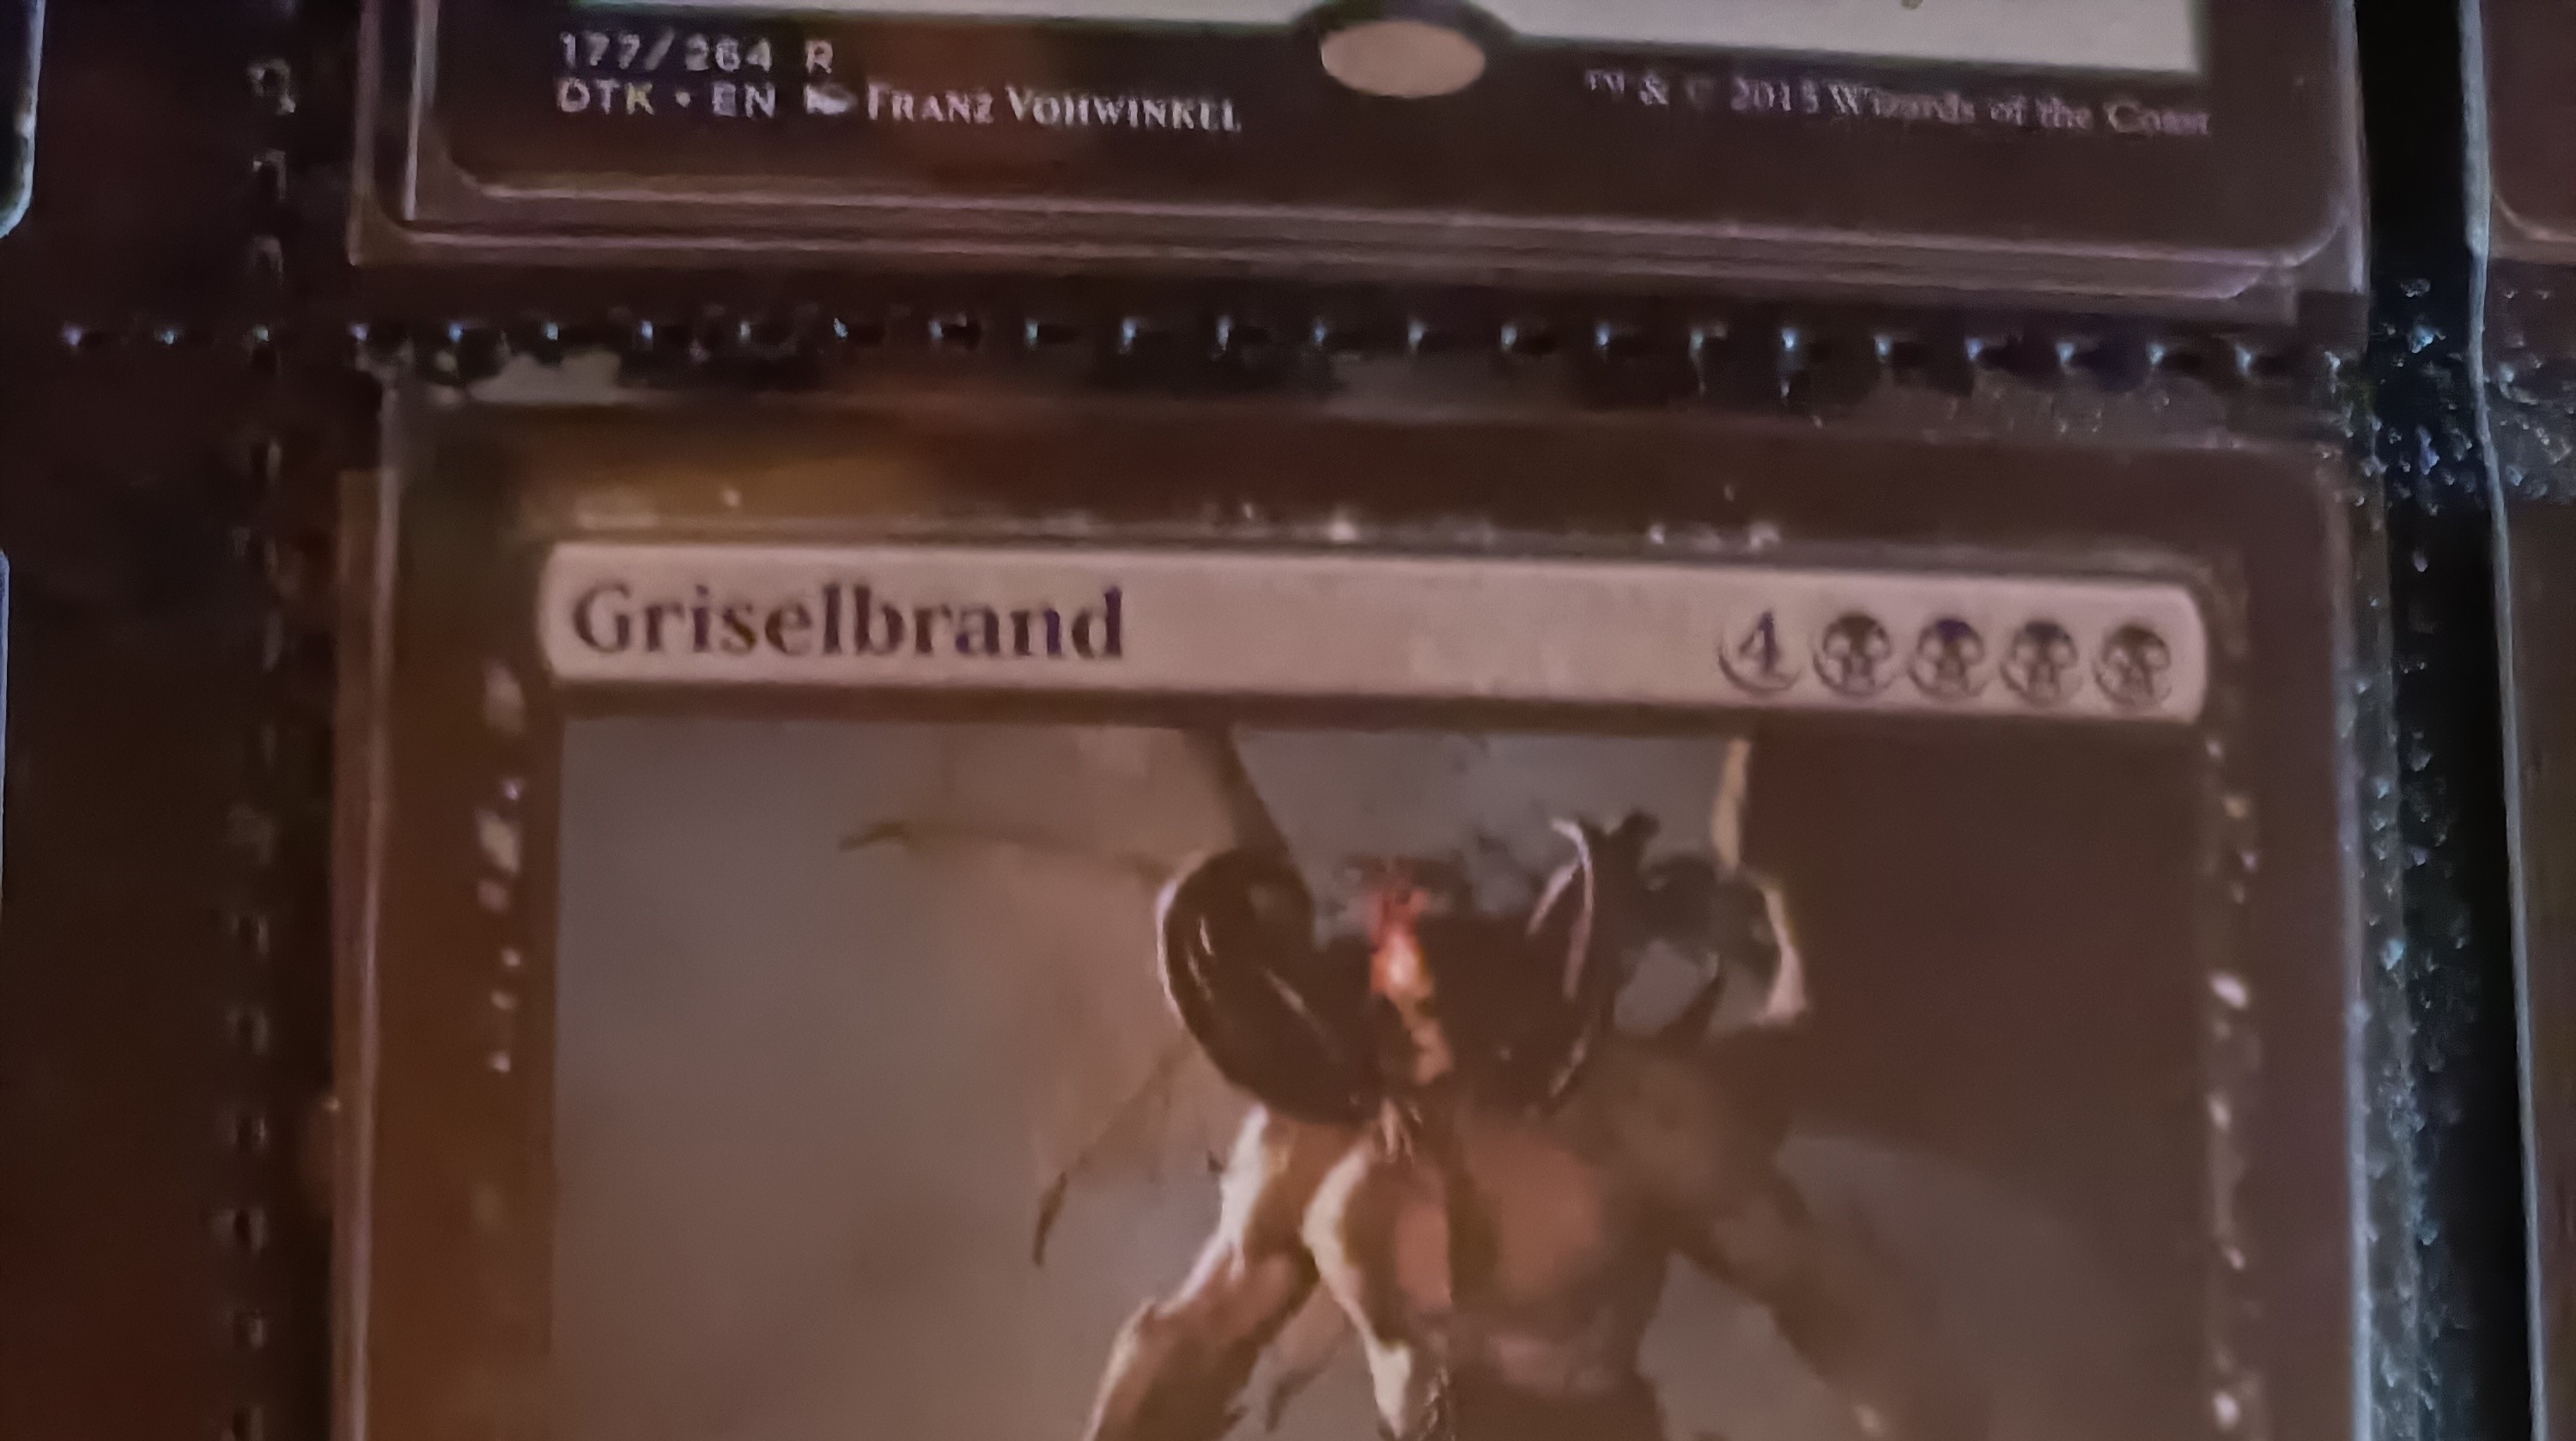 177/264 R
DTK • EN FRANZ VOHWINKEL
™ & © 2015 Wizards of the Coast
Griselbrand 4